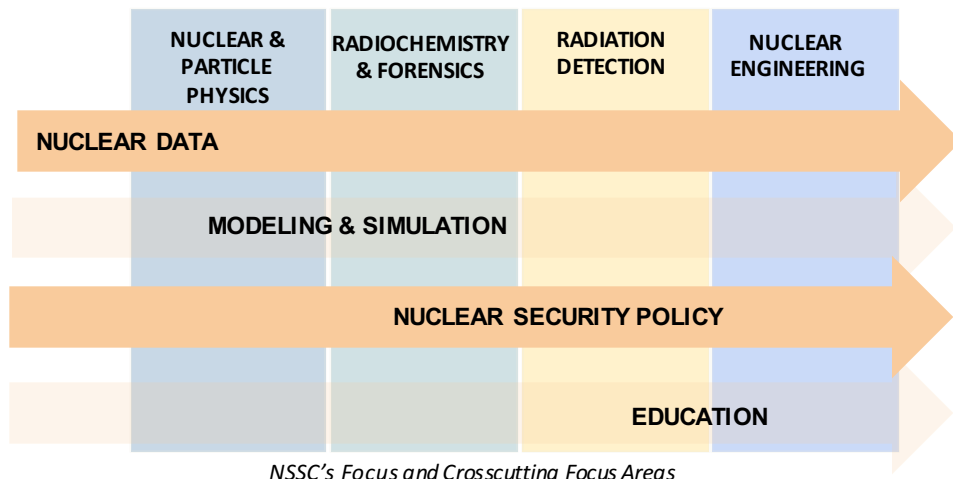 NUCLEAR &
PARTICLE
PHYSICS
RADIOCHEMISTRY
& FORENSICS
RADIATION
DETECTION
NUCLEAR
ENGINEERING
NUCLEAR DATA
MODELING & SIMULATION
NUCLEAR SECURITY POLICY
EDUCATION
NSSC's Focus and Crosscutting Focus Areas